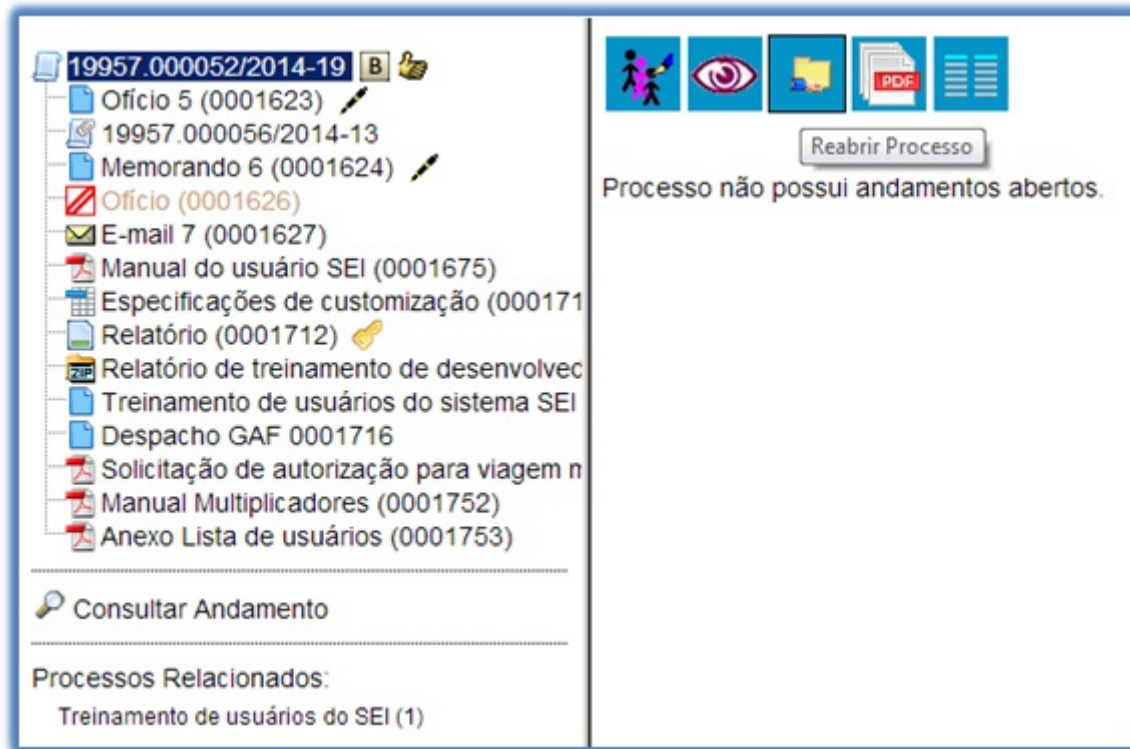 19957.000052/2014-19 B
Ofício 5 (0001623)
19957.000056/2014-13
Memorando 6 (0001624)
Ofício (0001626)
E-mail 7 (0001627)
Manual do usuário SEI (0001675)
Especificações de customização (000171
Relatório (0001712)
ZIP Relatório de treinamento de desenvolved
Treinamento de usuários do sistema SEI
Despacho GAF 0001716
Solicitação de autorização para viagem n
Manual Multiplicadores (0001752)
Anexo Lista de usuários (0001753)
Consultar Andamento
Processos Relacionados:
Treinamento de usuários do SEI (1)
PDF
Reabrir Processo
Processo não possui andamentos abertos.